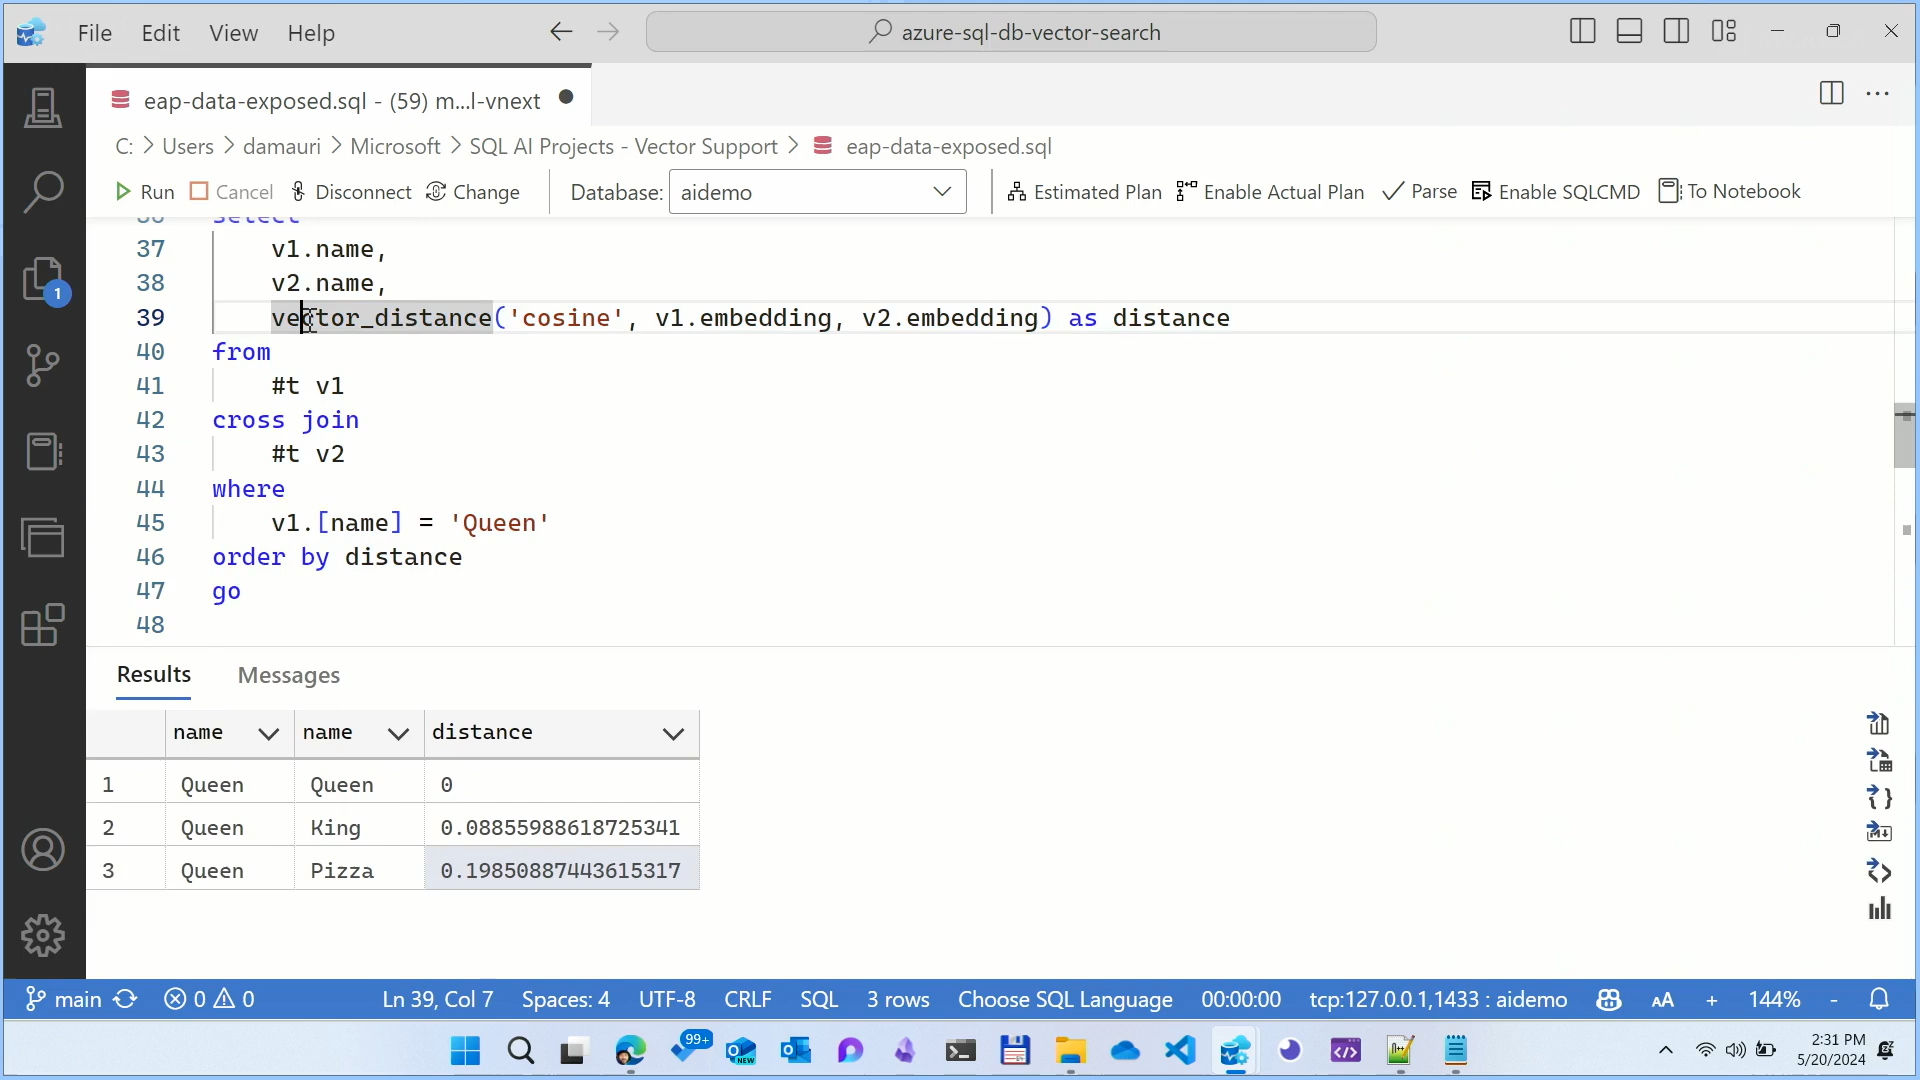 File Edit View Help azure-sql-db-vector-search
eap-data-exposed.sql - (59) m...l-vnext
C: > Users > damauri > Microsoft > SQL AI Projects - Vector Support > eap-data-exposed.sql
Run Cancel Disconnect Change Database: aidemo Estimated Plan Enable Actual Plan Parse Enable SQLCMD To Notebook
36 select
37 v1.name,
38 v2.name,
39 vector_distance('cosine', v1.embedding, v2.embedding) as distance
40 from
41 #t v1
42 cross join
43 #t v2
44 where
45 v1.[name] = 'Queen'
46 order by distance
47 go
48
Results Messages
name name distance
1 Queen Queen 0
2 Queen King 0.08855988618725341
3 Queen Pizza 0.19850887443615317
main 0 0 Ln 39, Col 7 Spaces: 4 UTF-8 CRLF SQL 3 rows Choose SQL Language 00:00:00 tcp:127.0.0.1,1433 : aidemo AA + 144% -
1
99+
NEW
2:31 PM
5/20/2024